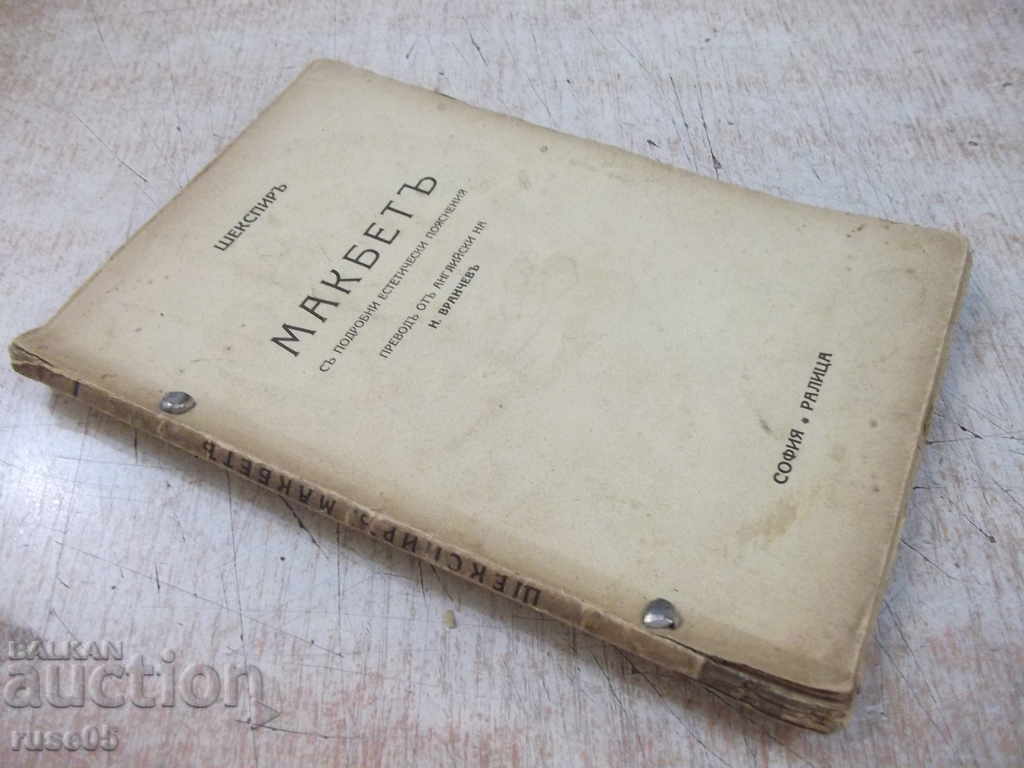 ШЕКСПИРЪ
МАКБЕТЪ
СЪ ПОДРОБНИ ЕСТЕТИЧЕСКИ ПОЯСНЕНИЯ
ПРЕВОДЪ ОТЪ АНГЛИЙСКИ НА
Н. ВРАНЧЕВЪ
СОФИЯ • РАЛИЦА
ШЕКСПИРЪ. МАКБЕТЪ
BALKAN
auction
ruse05